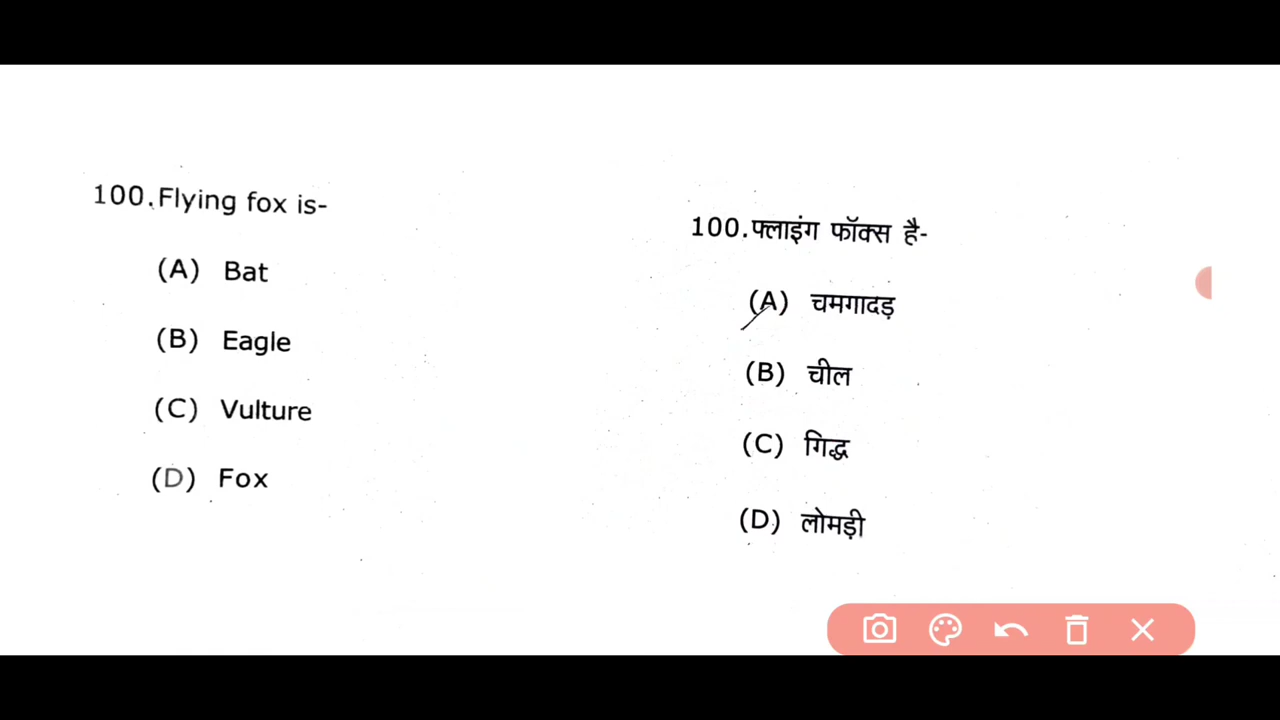 100.Flying fox is-
(A) Bat
(B) Eagle
(C) Vulture
(D) Fox
100.फ्लाइंग फॉक्स है-
(A) चमगादड़
(B) चील
(C) गिद्ध
(D) लोमड़ी